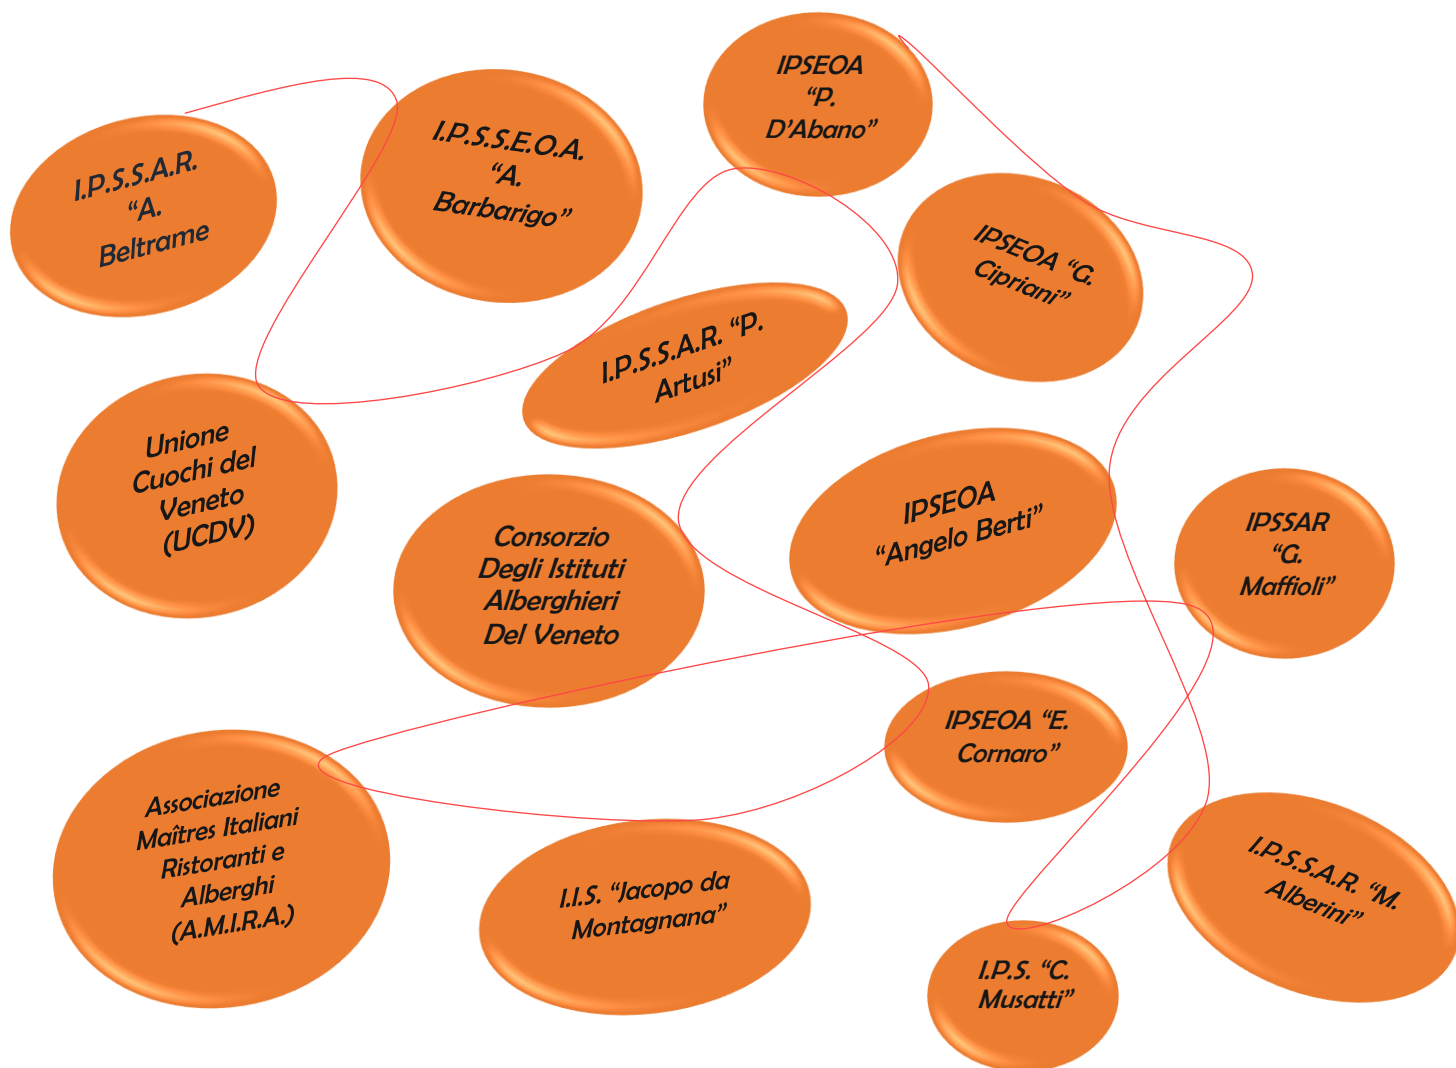 IPSEOA
“P.
D’Abano”
I.P.S.S.E.O.A.
“A.
Barbarigo”
I.P.S.S.A.R.
“A.
Beltrame
IPSEOA “G.
Cipriani”
I.P.S.S.A.R. “P.
Artusi”
Unione
Cuochi del
Veneto
(UCDV)
Consorzio
Degli Istituti
Alberghieri
Del Veneto
IPSEOA
“Angelo Berti”
IPSSAR
“G.
Maffioli”
IPSEOA “E.
Cornaro”
Associazione
Maîtres Italiani
Ristoranti e
Alberghi
(A.M.I.R.A.)
I.I.S. “Jacopo da
Montagnana”
I.P.S.S.A.R. “M.
Alberini”
I.P.S. “C.
Musatti”